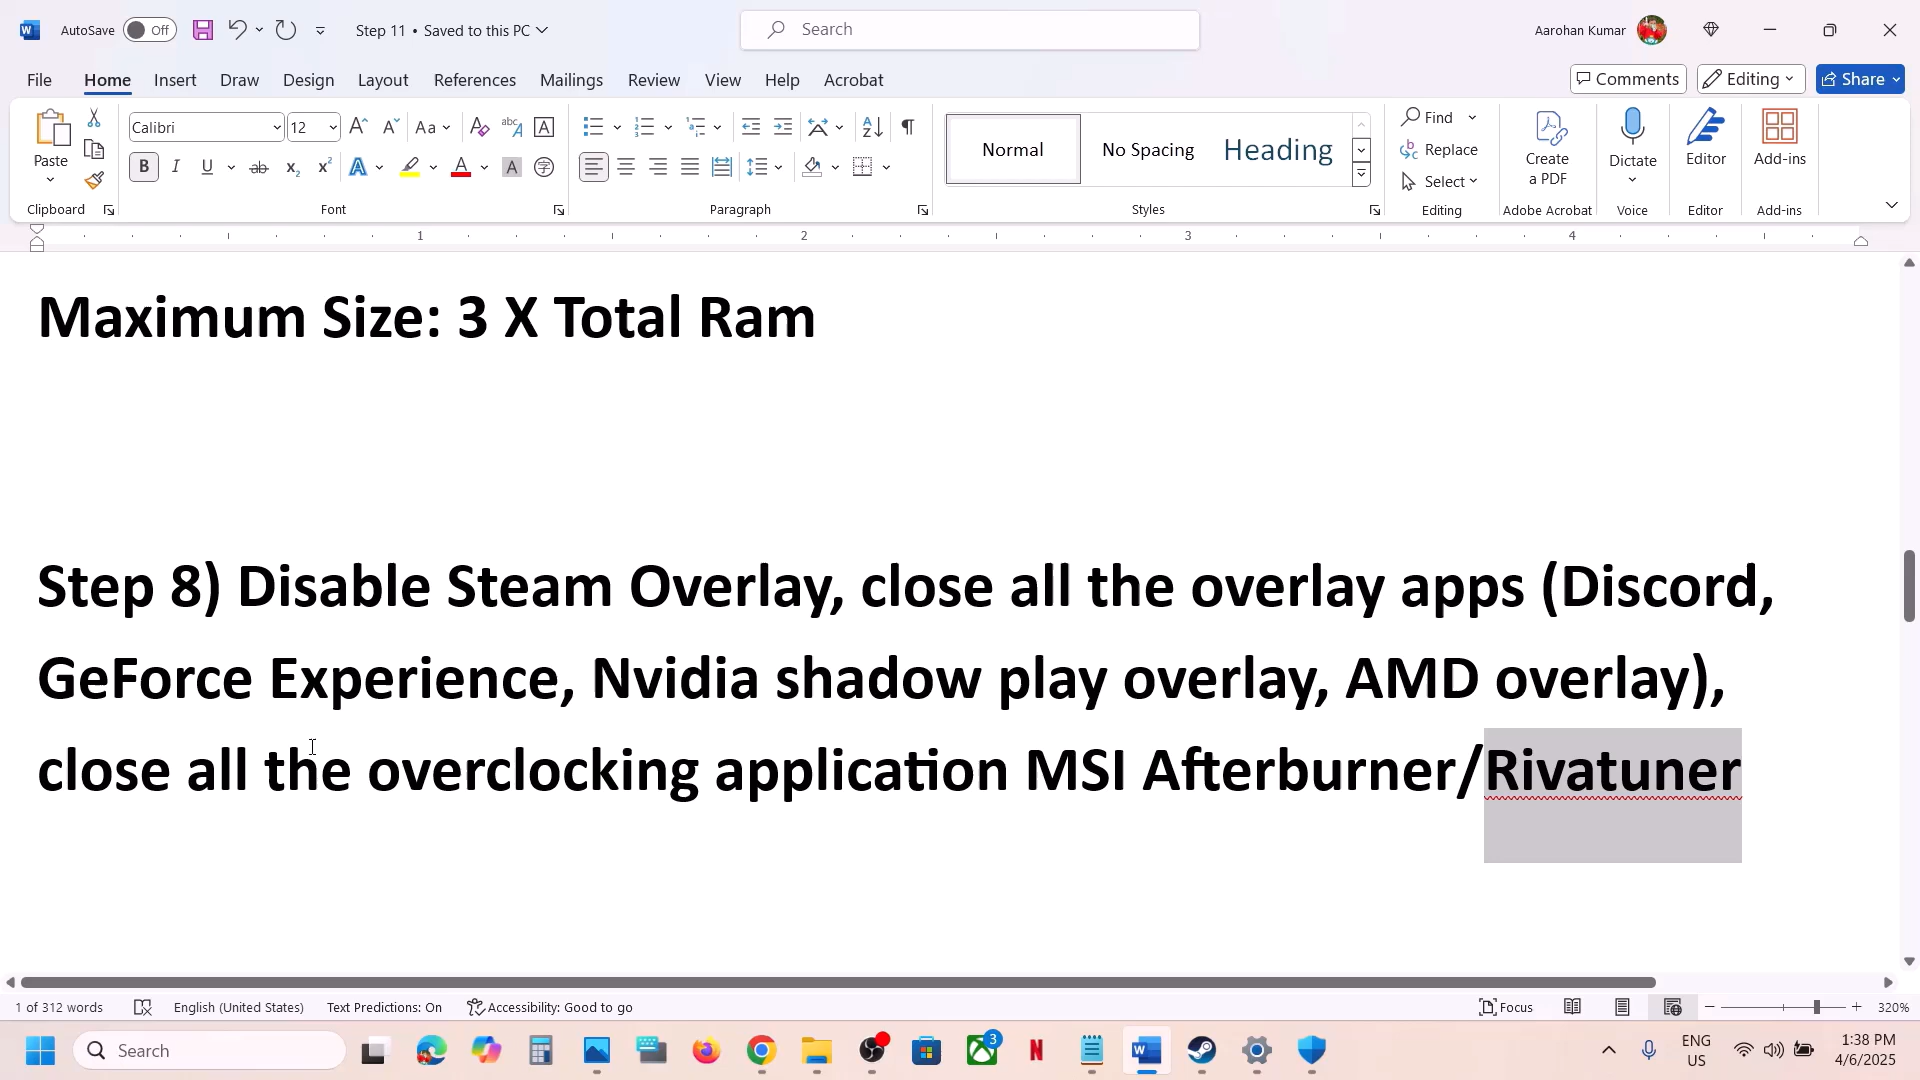 AutoSave Off Step 11 • Saved to this PC Search Aarohan Kumar
File Home Insert Draw Design Layout References Mailings Review View Help Acrobat Comments Editing Share
Paste
Clipboard
Calibri 12
Font
Paragraph
Normal No Spacing Heading
Styles
Find
Replace
Select
Editing
Create
a PDF
Adobe Acrobat
Dictate
Voice
Editor
Editor
Add-ins
Add-ins
1 2 3 4
Maximum Size: 3 X Total Ram
Step 8) Disable Steam Overlay, close all the overlay apps (Discord,
GeForce Experience, Nvidia shadow play overlay, AMD overlay),
close all the overclocking application MSI Afterburner/Rivatuner
1 of 312 words English (United States) Text Predictions: On Accessibility: Good to go Focus 320%
Search 3 ENG 1:38 PM
US 4/6/2025